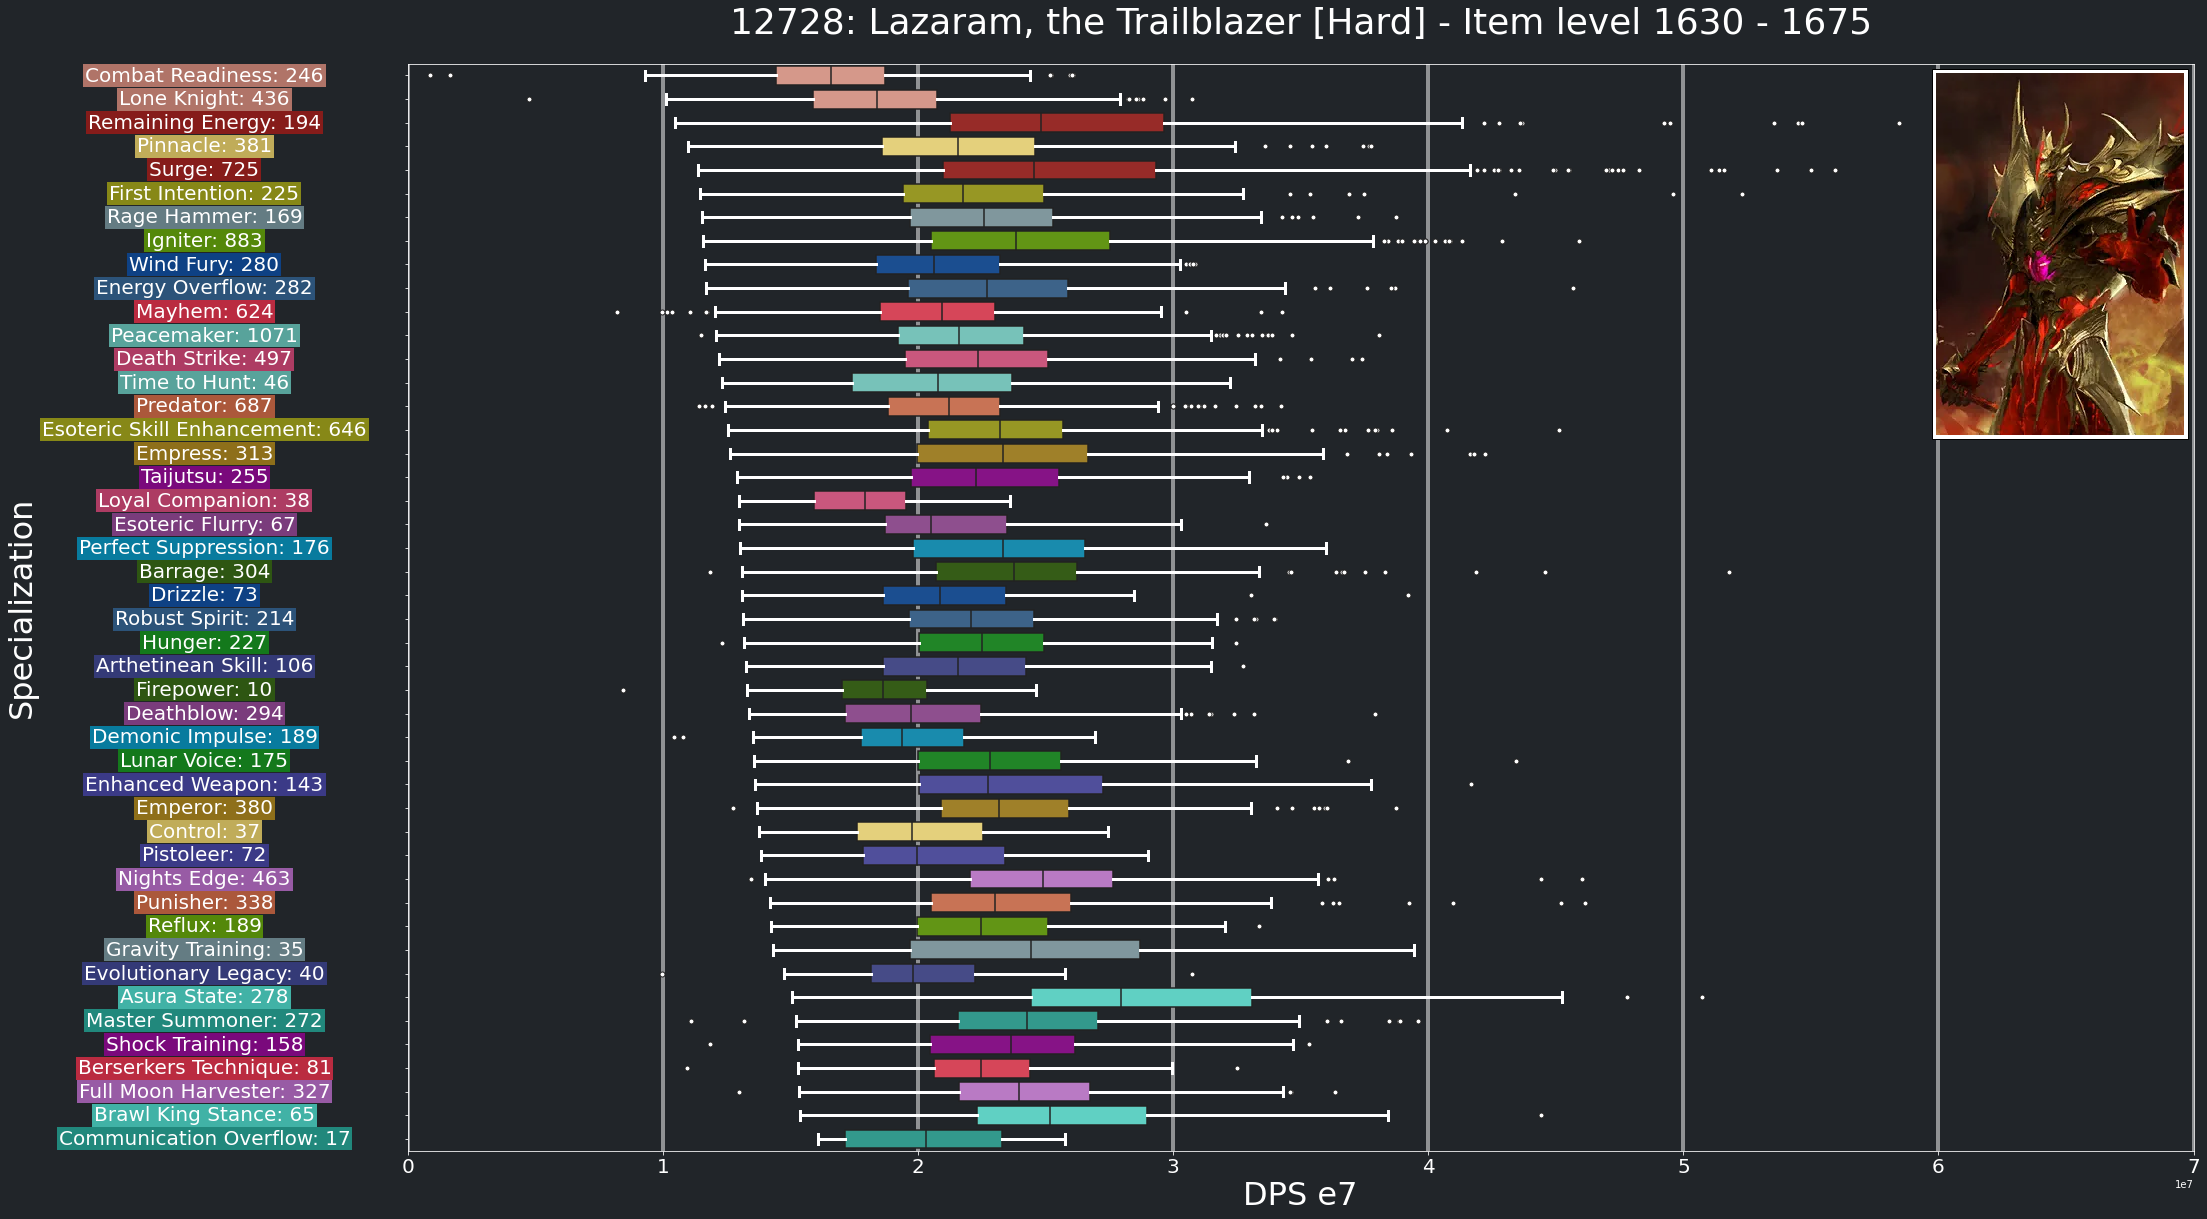 12728: Lazaram, the Trailblazer [Hard] - Item level 1630 - 1675
Specialization
Combat Readiness: 246
Lone Knight: 436
Remaining Energy: 194
Pinnacle: 381
Surge: 725
First Intention: 225
Rage Hammer: 169
Igniter: 883
Wind Fury: 280
Energy Overflow: 282
Mayhem: 624
Peacemaker: 1071
Death Strike: 497
Time to Hunt: 46
Predator: 687
Esoteric Skill Enhancement: 646
Empress: 313
Taijutsu: 255
Loyal Companion: 38
Esoteric Flurry: 67
Perfect Suppression: 176
Barrage: 304
Drizzle: 73
Robust Spirit: 214
Hunger: 227
Arthetinean Skill: 106
Firepower: 10
Deathblow: 294
Demonic Impulse: 189
Lunar Voice: 175
Enhanced Weapon: 143
Emperor: 380
Control: 37
Pistoleer: 72
Nights Edge: 463
Punisher: 338
Reflux: 189
Gravity Training: 35
Evolutionary Legacy: 40
Asura State: 278
Master Summoner: 272
Shock Training: 158
Berserkers Technique: 81
Full Moon Harvester: 327
Brawl King Stance: 65
Communication Overflow: 17
0 1 2 3 4 5 6 7
1e7
DPS e7